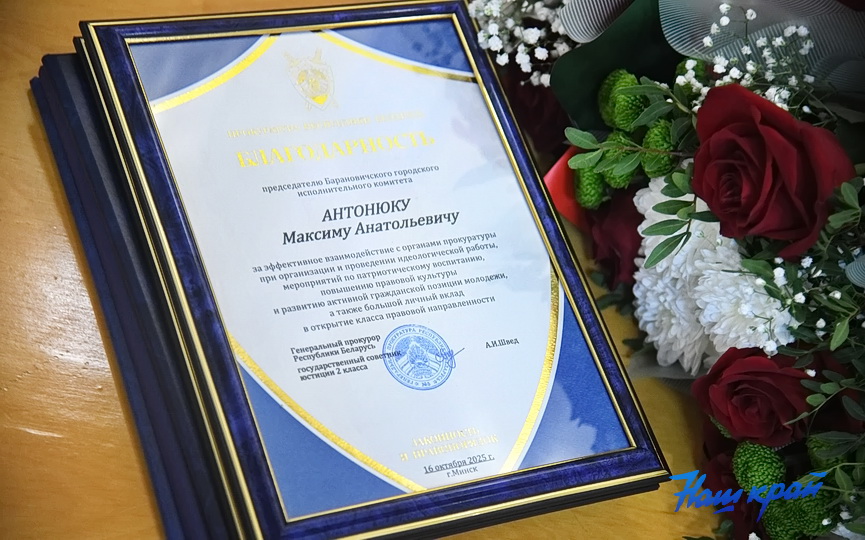 БЛАГОДАРНОСТЬ
председателю Барановичского городского
исполнительного комитета
АНТОНЮКУ
Максиму Анатольевичу
за эффективное взаимодействие с органами прокуратуры
при организации и проведении идеологической работы,
мероприятий по патриотическому воспитанию,
повышению правовой культуры
и развитию активной гражданской позиции молодежи,
а также большой личный вклад
в открытие класса правовой направленности
Генеральный прокурор
Республики Беларусь
государственный советник
юстиции 2 класса
А.И.Швед
ЗАКОННОСТЬ
И ПРАВОПОРЯДОК
16 октября 2025 г.
г.Минск
Наш край